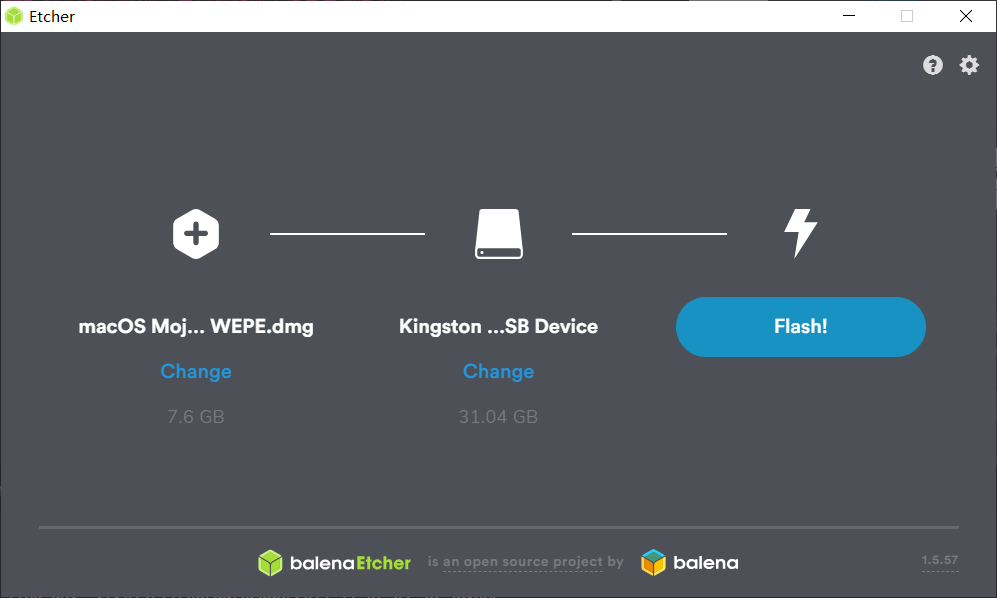 Etcher
macOS Moj... WEPE.dmg
Kingston ...SB Device
Flash!
Change
Change
7.6 GB
31.04 GB
balenaEtcher is an open source project by balena
1.5.57